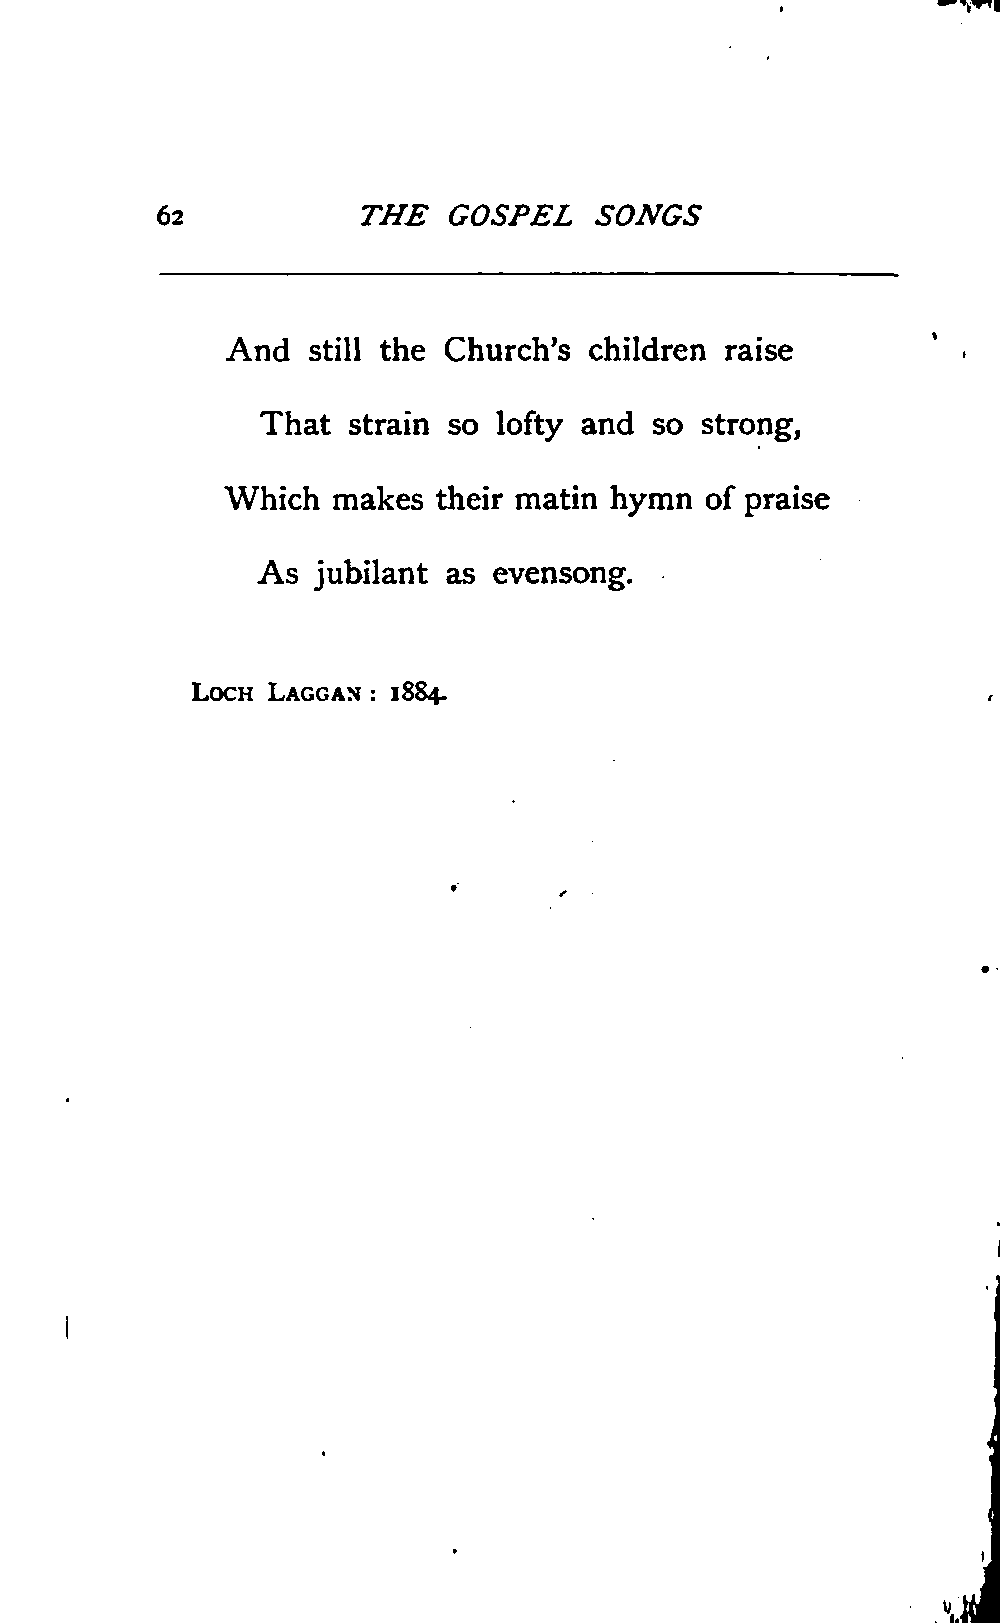 62 THE GOSPEL SONGS
And still the Church's children raise
That strain so lofty and so strong,
Which makes their matin hymn of praise
As jubilant as evensong.
LOCH LAGGAN : 1884.